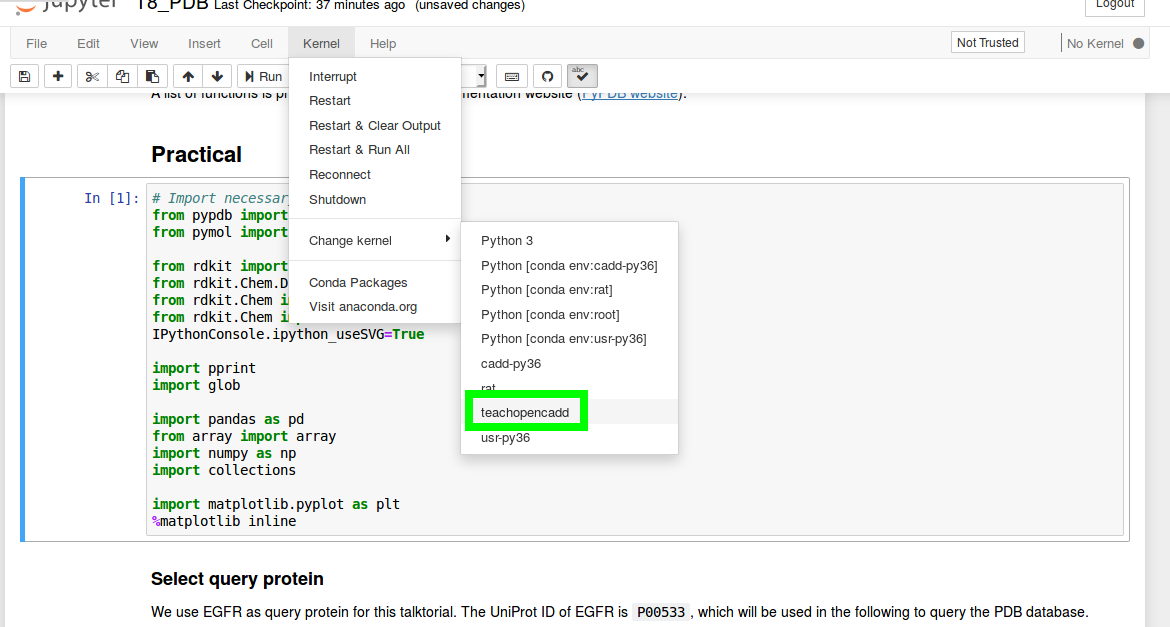 Jupyter T8_PDB Last Checkpoint: 37 minutes ago (unsaved changes) Logout
File Edit View Insert Cell Kernel Help Not Trusted No Kernel
Run abc
A list of functions is website (PyPDB website).
Interrupt
Restart
Restart & Clear Output
Restart & Run All
Reconnect
Shutdown
Change kernel
Conda Packages
Visit anaconda.org
Python 3
Python [conda env:cadd-py36]
Python [conda env:rat]
Python [conda env:root]
Python [conda env:usr-py36]
cadd-py36
rat
teachopencadd
usr-py36
Practical
In [1]: # Import
from pypdb import
from pymol import
from rdkit import
from rdkit.Chem.D
from rdkit.Chem
from rdkit.Chem
IPythonConsole.ipython_useSVG=True
import pprint
import glob
import pandas as pd
from array import array
import numpy as np
import collections
import matplotlib.pyplot as plt
%matplotlib inline
Select query protein
We use EGFR as query protein for this talktorial. The UniProt ID of EGFR is P00533 , which will be used in the following to query the PDB database.